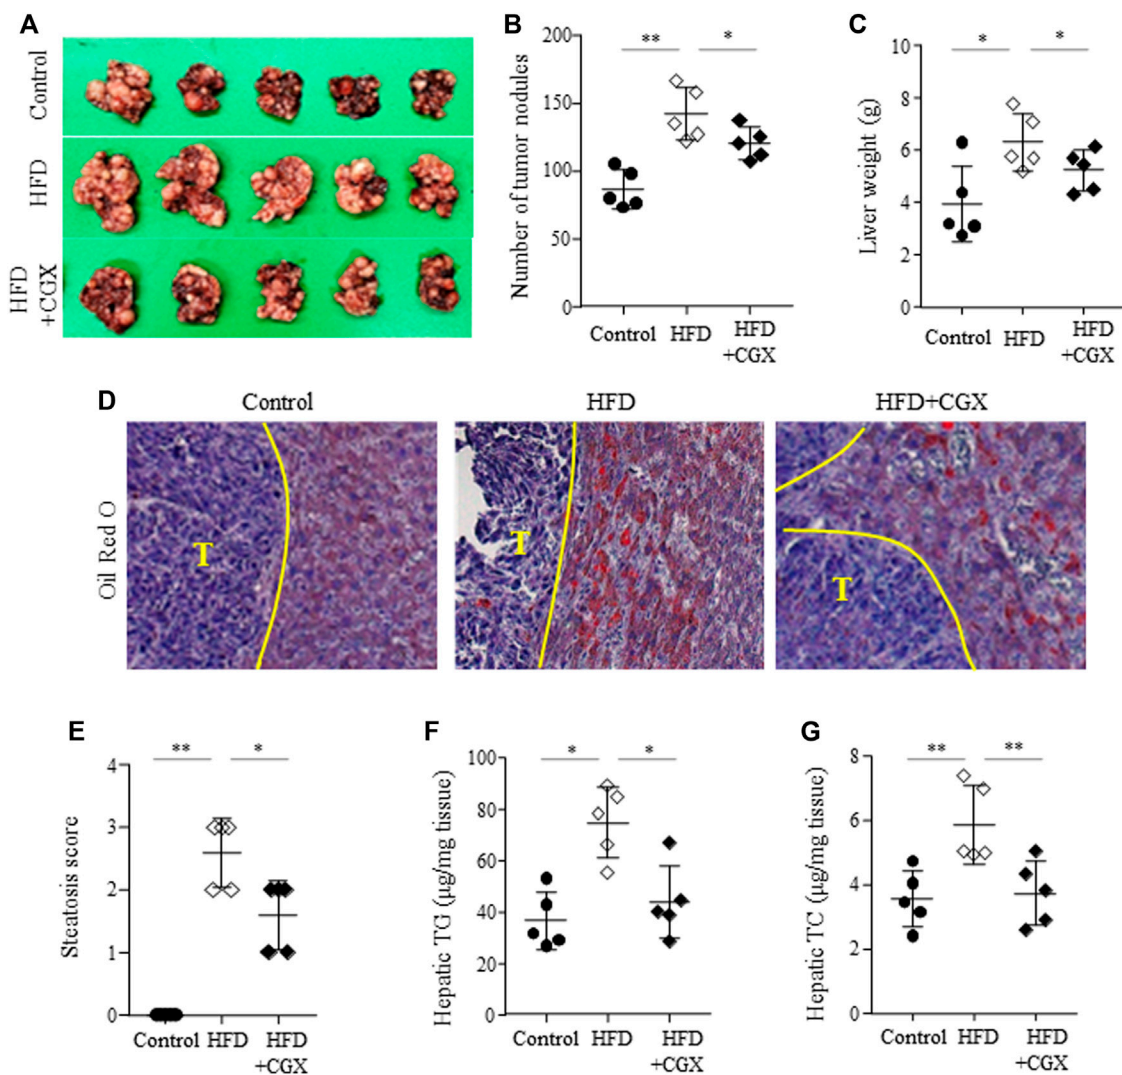 A
Control
HFD
HFD
+CGX
B
** *
Number of tumor nodules
200
150
100
50
0
Control HFD HFD
+CGX
C
* *
Liver weight (g)
10
8
6
4
2
0
Control HFD HFD
+CGX
D
Control HFD HFD+CGX
Oil Red O
T T T
E
** *
Steatosis score
4
3
2
1
0
Control HFD HFD
+CGX
F
* *
Hepatic TG (µg/mg tissue)
100
80
60
40
20
0
Control HFD HFD
+CGX
G
** **
Hepatic TC (µg/mg tissue)
8
6
4
2
0
Control HFD HFD
+CGX